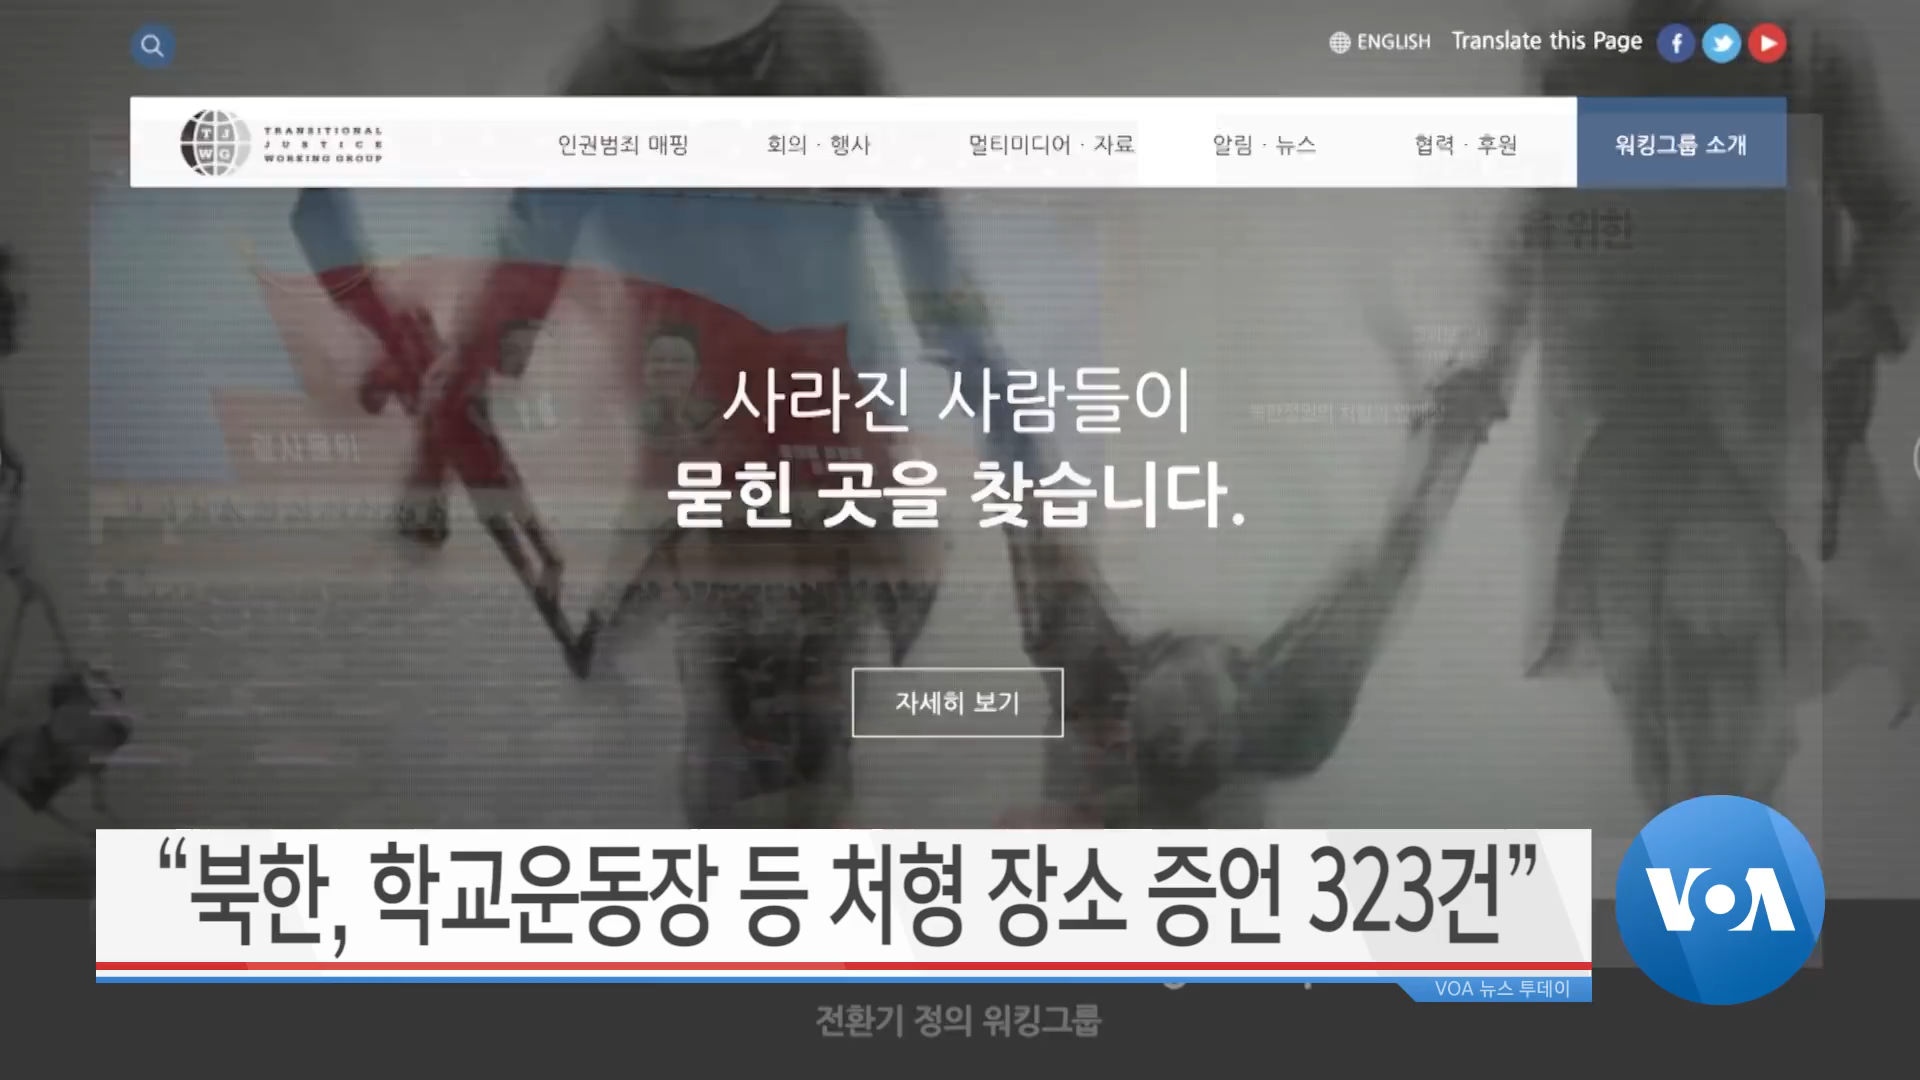 ENGLISH Translate this Page
TJ
WG
TRANSITIONAL
JUSTICE
WORKING GROUP
인권범죄 매핑 회의 · 행사 멀티미디어 · 자료 알림 · 뉴스 협력 · 후원 워킹그룹 소개
사라진 사람들이
묻힌 곳을 찾습니다.
자세히 보기
“북한, 학교운동장 등 처형 장소 증언 323건”
VOA
VOA 뉴스 투데이
전환기 정의 워킹그룹